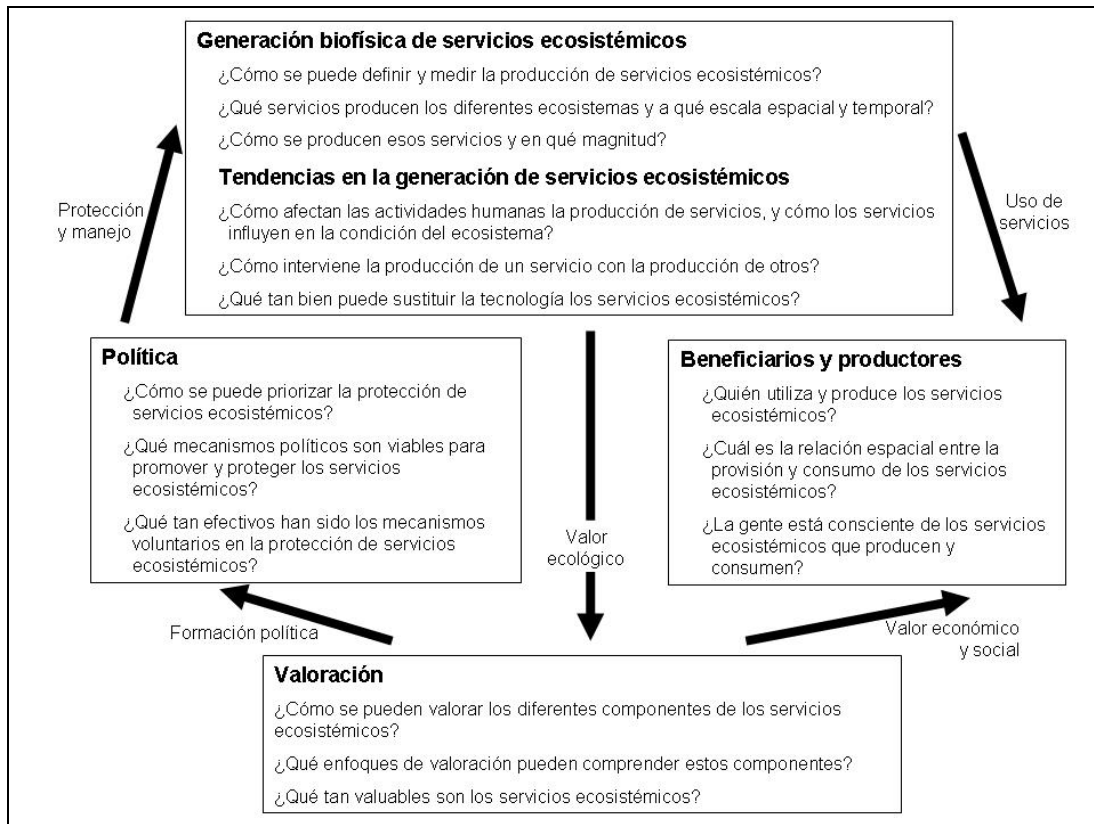 Generación biofísica de servicios ecosistémicos
¿Cómo se puede definir y medir la producción de servicios ecosistémicos?
¿Qué servicios producen los diferentes ecosistemas y a qué escala espacial y temporal?
¿Cómo se producen esos servicios y en qué magnitud?
Tendencias en la generación de servicios ecosistémicos
¿Cómo afectan las actividades humanas la producción de servicios, y cómo los servicios
influyen en la condición del ecosistema?
¿Cómo interviene la producción de un servicio con la producción de otros?
¿Qué tan bien puede sustituir la tecnología los servicios ecosistémicos?
Protección
y manejo
Uso de
servicios
Política
¿Cómo se puede priorizar la protección de
servicios ecosistémicos?
¿Qué mecanismos políticos son viables para
promover y proteger los servicios
ecosistémicos?
¿Qué tan efectivos han sido los mecanismos
voluntarios en la protección de servicios
ecosistémicos?
Valor
ecológico
Beneficiarios y productores
¿Quién utiliza y produce los servicios
ecosistémicos?
¿Cuál es la relación espacial entre la
provisión y consumo de los servicios
ecosistémicos?
¿La gente está consciente de los servicios
ecosistémicos que producen y
consumen?
Formación política
Valor económico
y social
Valoración
¿Cómo se pueden valorar los diferentes componentes de los servicios
ecosistémicos?
¿Qué enfoques de valoración pueden comprender estos componentes?
¿Qué tan valuables son los servicios ecosistémicos?